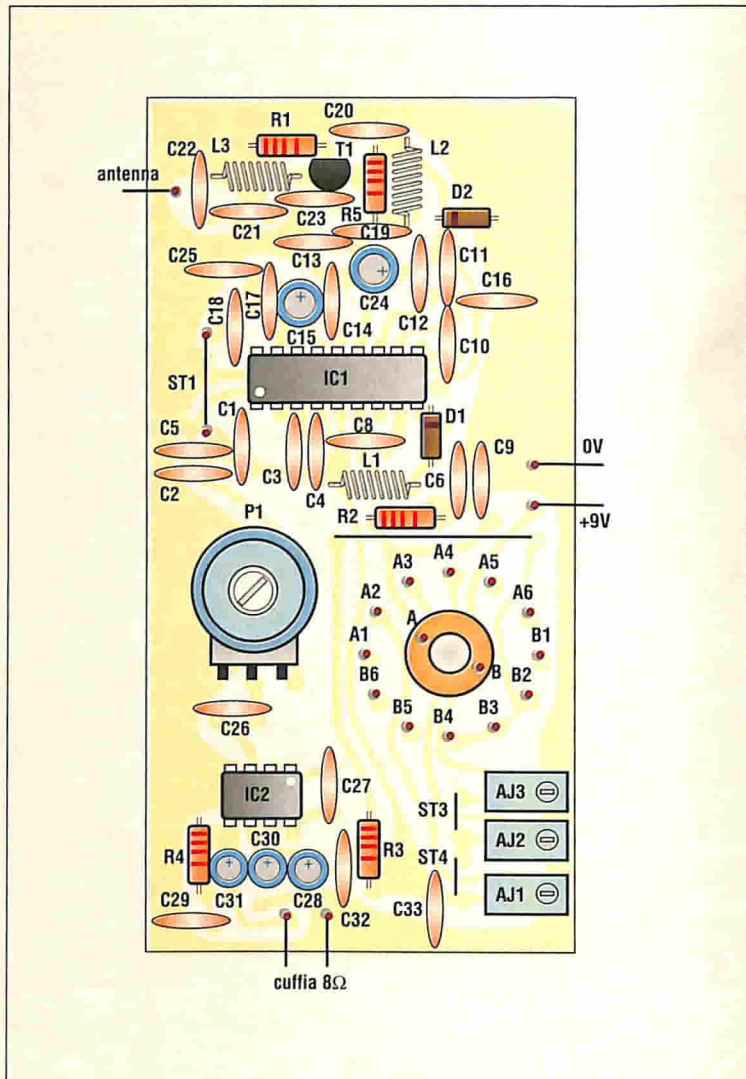 C20
R1
C22
L3
T1
L2
antenna
D2
C23
R5
C21
C19
C13
C11
C25
C16
C24
C18
C17
C12
C15
C14
C10
IC1
ST1
D1
C1
C5
C8
C9
0V
L1
C3
C6
C2
C4
R2
+9V
P1
A4
A3
A5
A2
A6
A
A1
B1
B
B6
B2
B5
B3
B4
C26
C27
AJ3
IC2
ST3
C30
AJ2
R4
R3
ST4
C31
C28
AJ1
C29
C32
C33
cuffia 8Ω